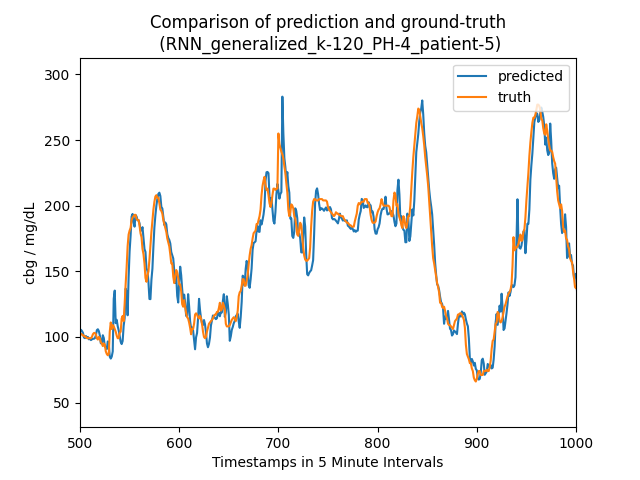 Comparison of prediction and ground-truth
(RNN_generalized_k-120_PH-4_patient-5)
predicted
truth
300
250
200
150
100
50
cbg / mg/dL
500 600 700 800 900 1000
Timestamps in 5 Minute Intervals